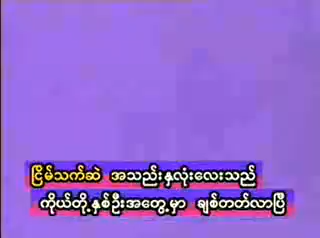 ငြိမ်သက်ဆဲ အသည်းနှလုံးလေးသည်
ကိုယ်တို့နှစ်ဦးအတွေ့မှာ ချစ်တတ်လာပြီ